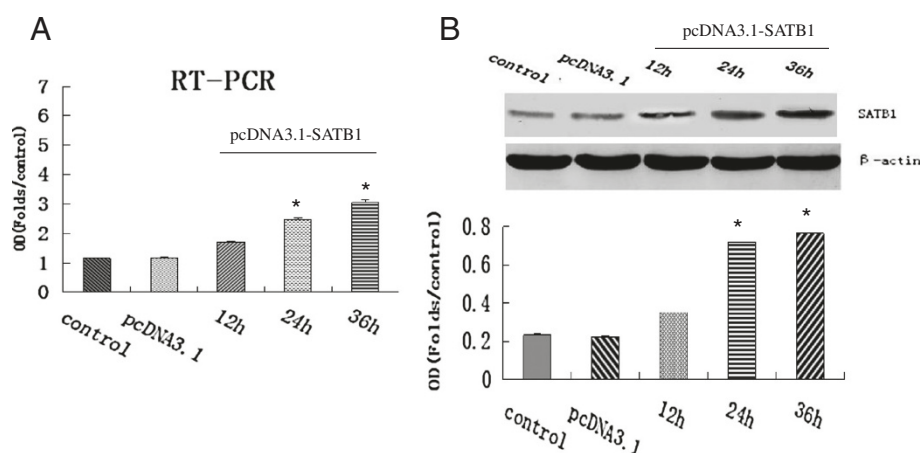 A
RT-PCR
pcDNA3.1-SATB1
OD(Folds/control)
7
6
5
4
3
2
1
0
*
*
control
pcDNA3.1
12h
24h
36h
B
pcDNA3.1-SATB1
control
pcDNA3.1
12h
24h
36h
SATB1
β-actin
OD(Folds/control)
0.8
0.6
0.4
0.2
0
*
*
control
pcDNA3.1
12h
24h
36h